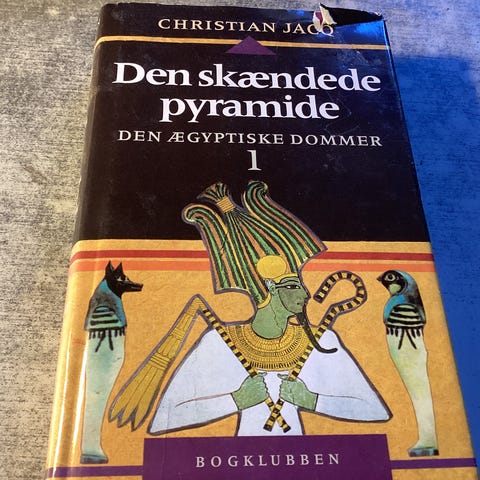 CHRISTIAN JACQ
Den skændede
pyramide
DEN ÆGYPTISKE DOMMER
1
BOGKLUBBEN